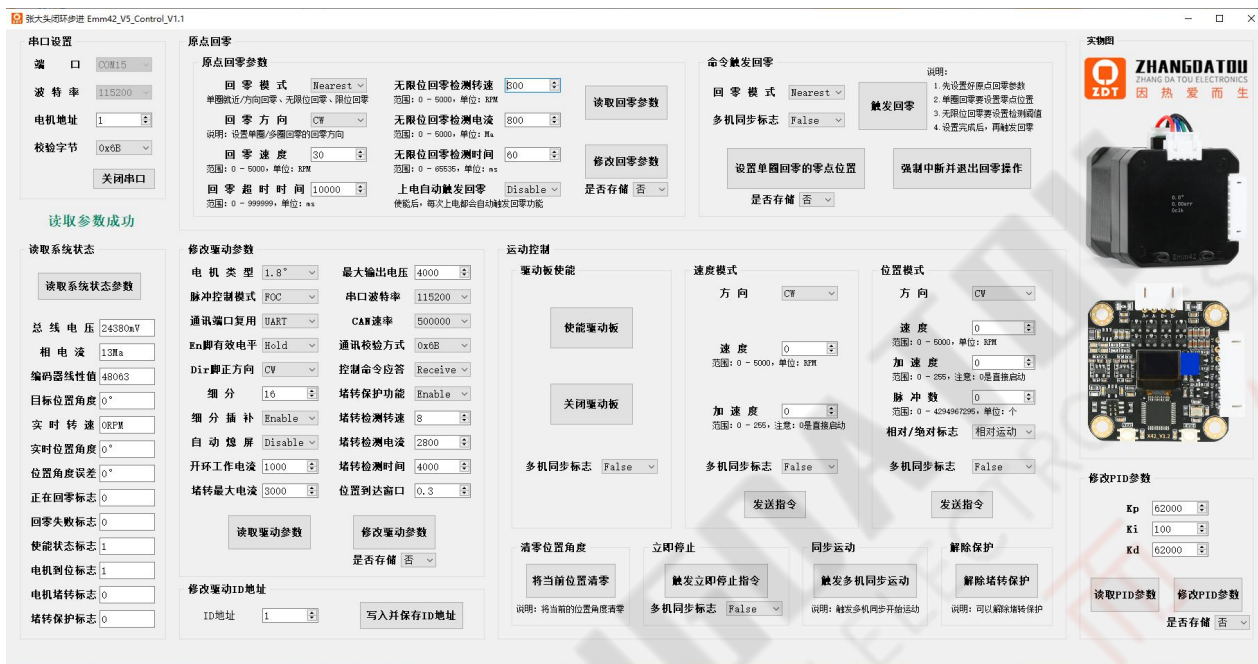 张大头闭环步进 Emm42_V5_Control_V1.1
串口设置
端 口 COM15
波 特 率 115200
电机地址 1
校验字节 0x6B
关闭串口
读取参数成功
原点回零
原点回零参数
回 零 模 式 Nearest
单圈就近/方向回零、无限位回零、限位回零
回 零 方 向 CW
说明：设置单圈/多圈回零的回零方向
回 零 速 度 30
范围：0 - 5000，单位：RPM
回 零 超 时 时 间 10000
范围：0 - 999999，单位：ms
无限位回零检测转速 300
范围：0 - 5000，单位：RPM
无限位回零检测电流 800
范围：0 - 5000，单位：Ma
无限位回零检测时间 60
范围：0 - 65535，单位：ms
上电自动触发回零 Disable
使能后，每次上电都会自动触发回零功能
读取回零参数
修改回零参数
是否存储 否
命令触发回零
回 零 模 式 Nearest
多机同步标志 False
触发回零
说明：
1.先设置好原点回零参数
2.单圈回零要设置零点位置
3.无限位回零要设置检测阈值
4.设置完成后，再触发回零
设置单圈回零的零点位置
是否存储 否
强制中断并退出回零操作
读取系统状态
读取系统状态参数
总 线 电 压 24380mV
相 电 流 13Ma
编码器线性值 48063
目标位置角度 0°
实 时 转 速 0RPM
实时位置角度 0°
位置角度误差 0°
正在回零标志 0
回零失败标志 0
使能状态标志 1
电机到位标志 1
电机堵转标志 0
堵转保护标志 0
修改驱动参数
电 机 类 型 1.8°
脉冲控制模式 FOC
通讯端口复用 UART
En脚有效电平 Hold
Dir脚正方向 CW
细 分 16
细 分 插 补 Enable
自 动 熄 屏 Disable
开环工作电流 1000
堵转最大电流 3000
最大输出电压 4000
串口波特率 115200
CAN速率 500000
通讯校验方式 0x6B
控制命令应答 Receive
堵转保护功能 Enable
堵转检测转速 8
堵转检测电流 2800
堵转检测时间 4000
位置到达窗口 0.3
读取驱动参数
修改驱动参数
是否存储 否
修改驱动ID地址
ID地址 1
写入并保存ID地址
运动控制
驱动板使能
使能驱动板
关闭驱动板
多机同步标志 False
速度模式
方 向 CW
速 度 0
范围：0 - 5000，单位：RPM
加 速 度 0
范围：0 - 255，注意：0是直接启动
多机同步标志 False
发送指令
位置模式
方 向 CW
速 度 0
范围：0 - 5000，单位：RPM
加 速 度 0
范围：0 - 255，注意：0是直接启动
脉 冲 数 0
范围：0 - 4294967295，单位：个
相对/绝对标志 相对运动
多机同步标志 False
发送指令
清零位置角度
将当前位置清零
说明：将当前的位置角度清零
立即停止
触发立即停止指令
多机同步标志 False
同步运动
触发多机同步运动
说明：触发多机同步开始运动
解除保护
解除堵转保护
说明：可以解除堵转保护
实物图
ZDT
ZHANGDATOU
ZHANG DA TOU ELECTRONICS
因 热 爱 而 生
0.0°
0.00err
Emm42
X42_V1.2
修改PID参数
Kp 62000
Ki 100
Kd 62000
读取PID参数
修改PID参数
是否存储 否